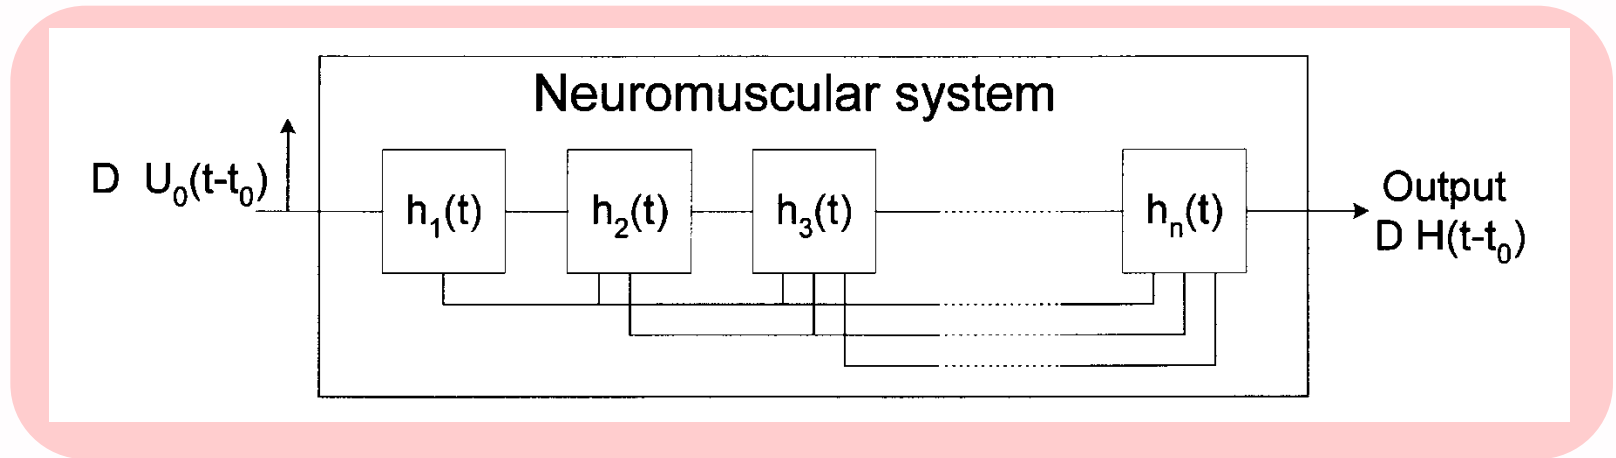 Neuromuscular system
D U₀(t-t₀)
h₁(t)
h₂(t)
h₃(t)
hₙ(t)
Output
D H(t-t₀)